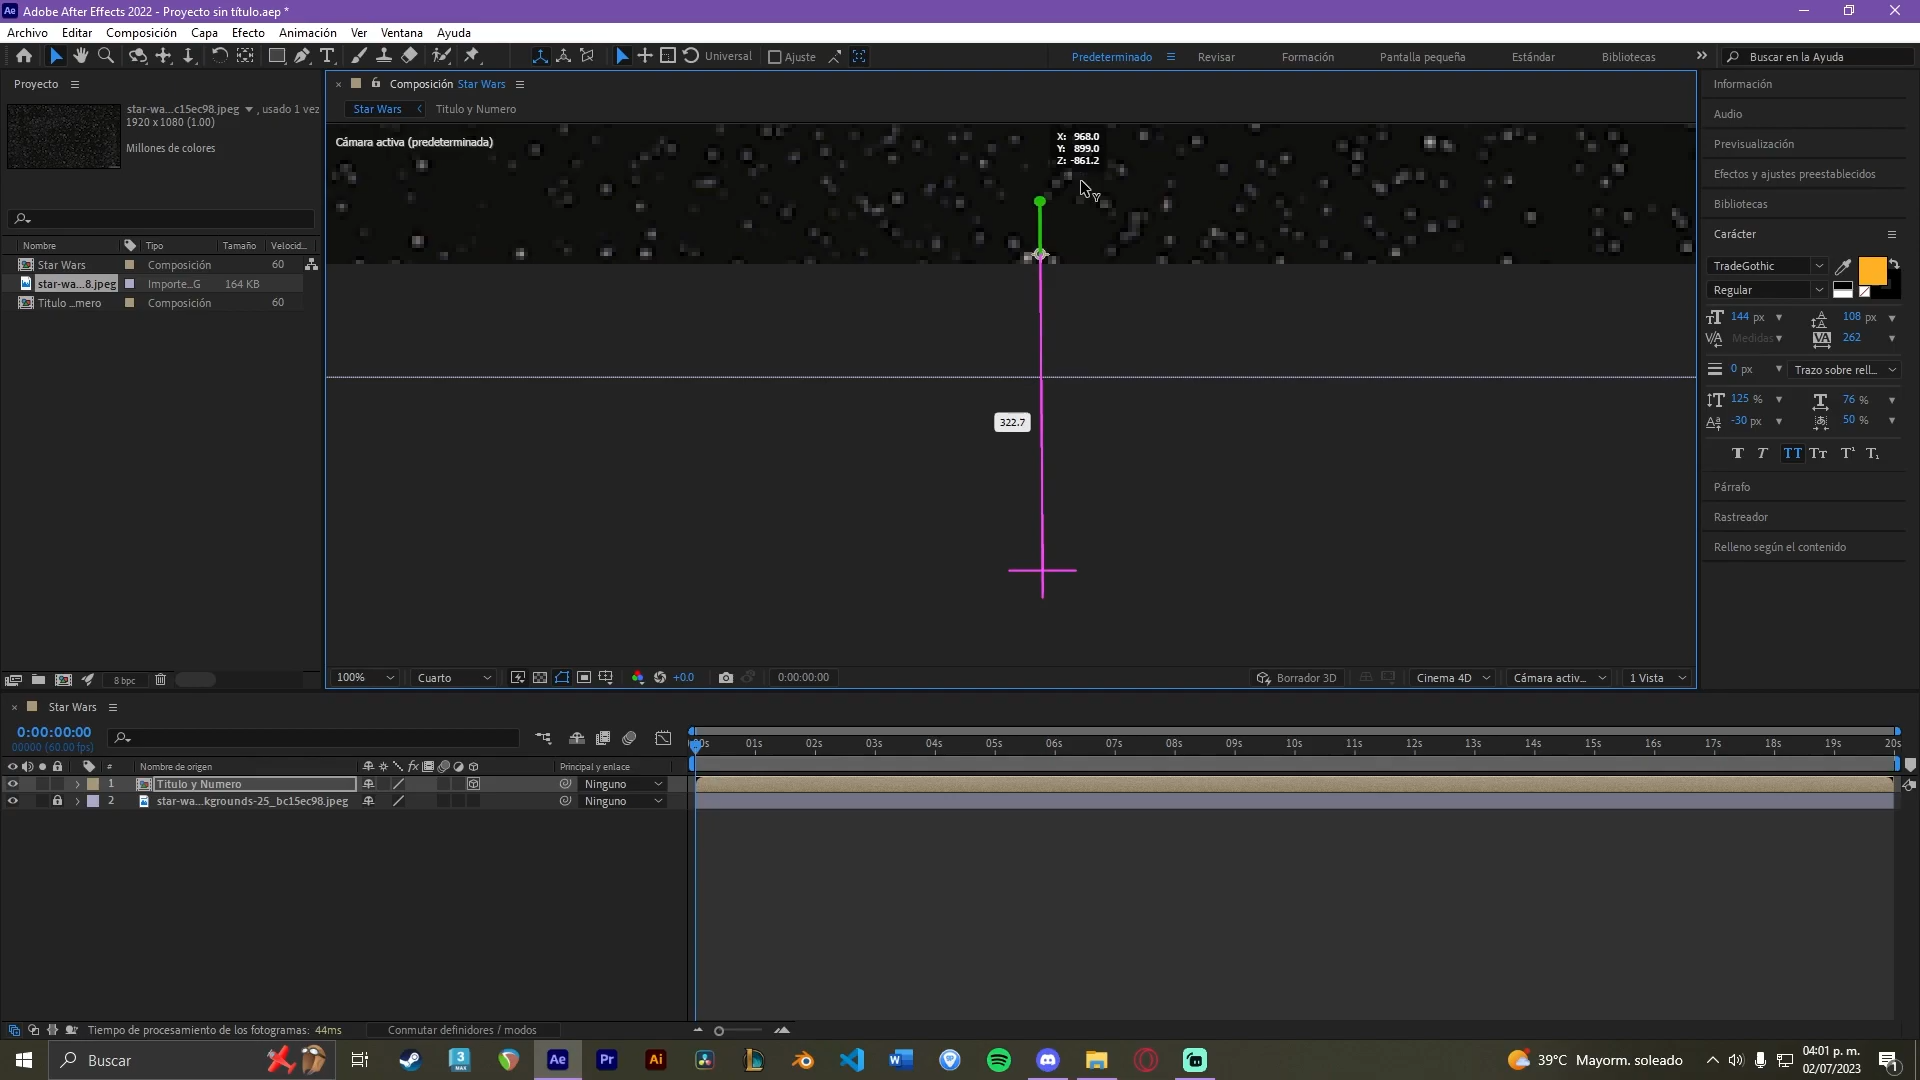 Adobe After Effects 2022 - Proyecto sin título.aep *
Archivo Editar Composición Capa Efecto Animación Ver Ventana Ayuda
Universal Ajuste Predeterminado Revisar Formación Pantalla pequeña Estándar Bibliotecas Buscar en la Ayuda
Proyecto
star-wa...c15ec98.jpeg , usado 1 vez
1920 x 1080 (1.00)
Millones de colores
Nombre Tipo Tamaño Velocid...
Star Wars Composición 60
star-wa...8.jpeg Importe..G 164 KB
Titulo ...mero Composición 60
8 bpc
Composición Star Wars
Star Wars Titulo y Numero
Cámara activa (predeterminada)
X: 968.0
Y: 899.0
Z: -861.2
322.7
100% Cuarto +0.0 0:00:00:00 Borrador 3D Cinema 4D Cámara activ... 1 Vista
Información
Audio
Previsualización
Efectos y ajustes preestablecidos
Bibliotecas
Carácter
TradeGothic
Regular
144 px 108 px
Medidas 262
0 px Trazo sobre rell...
125 % 76 %
-30 px 50 %
T T TT Tт T¹ T₁
Párrafo
Rastreador
Relleno según el contenido
Star Wars
0:00:00:00
00000 (60.00 fps)
:00s 01s 02s 03s 04s 05s 06s 07s 08s 09s 10s 11s 12s 13s 14s 15s 16s 17s 18s 19s 20s
# Nombre de origen fx Principal y enlace
1 Titulo y Numero Ninguno
2 star-wa...kgrounds-25_bc15ec98.jpeg Ninguno
Tiempo de procesamiento de los fotogramas: 44ms Conmutar definidores / modos
Buscar
39°C Mayorm. soleado
04:01 p. m.
02/07/2023